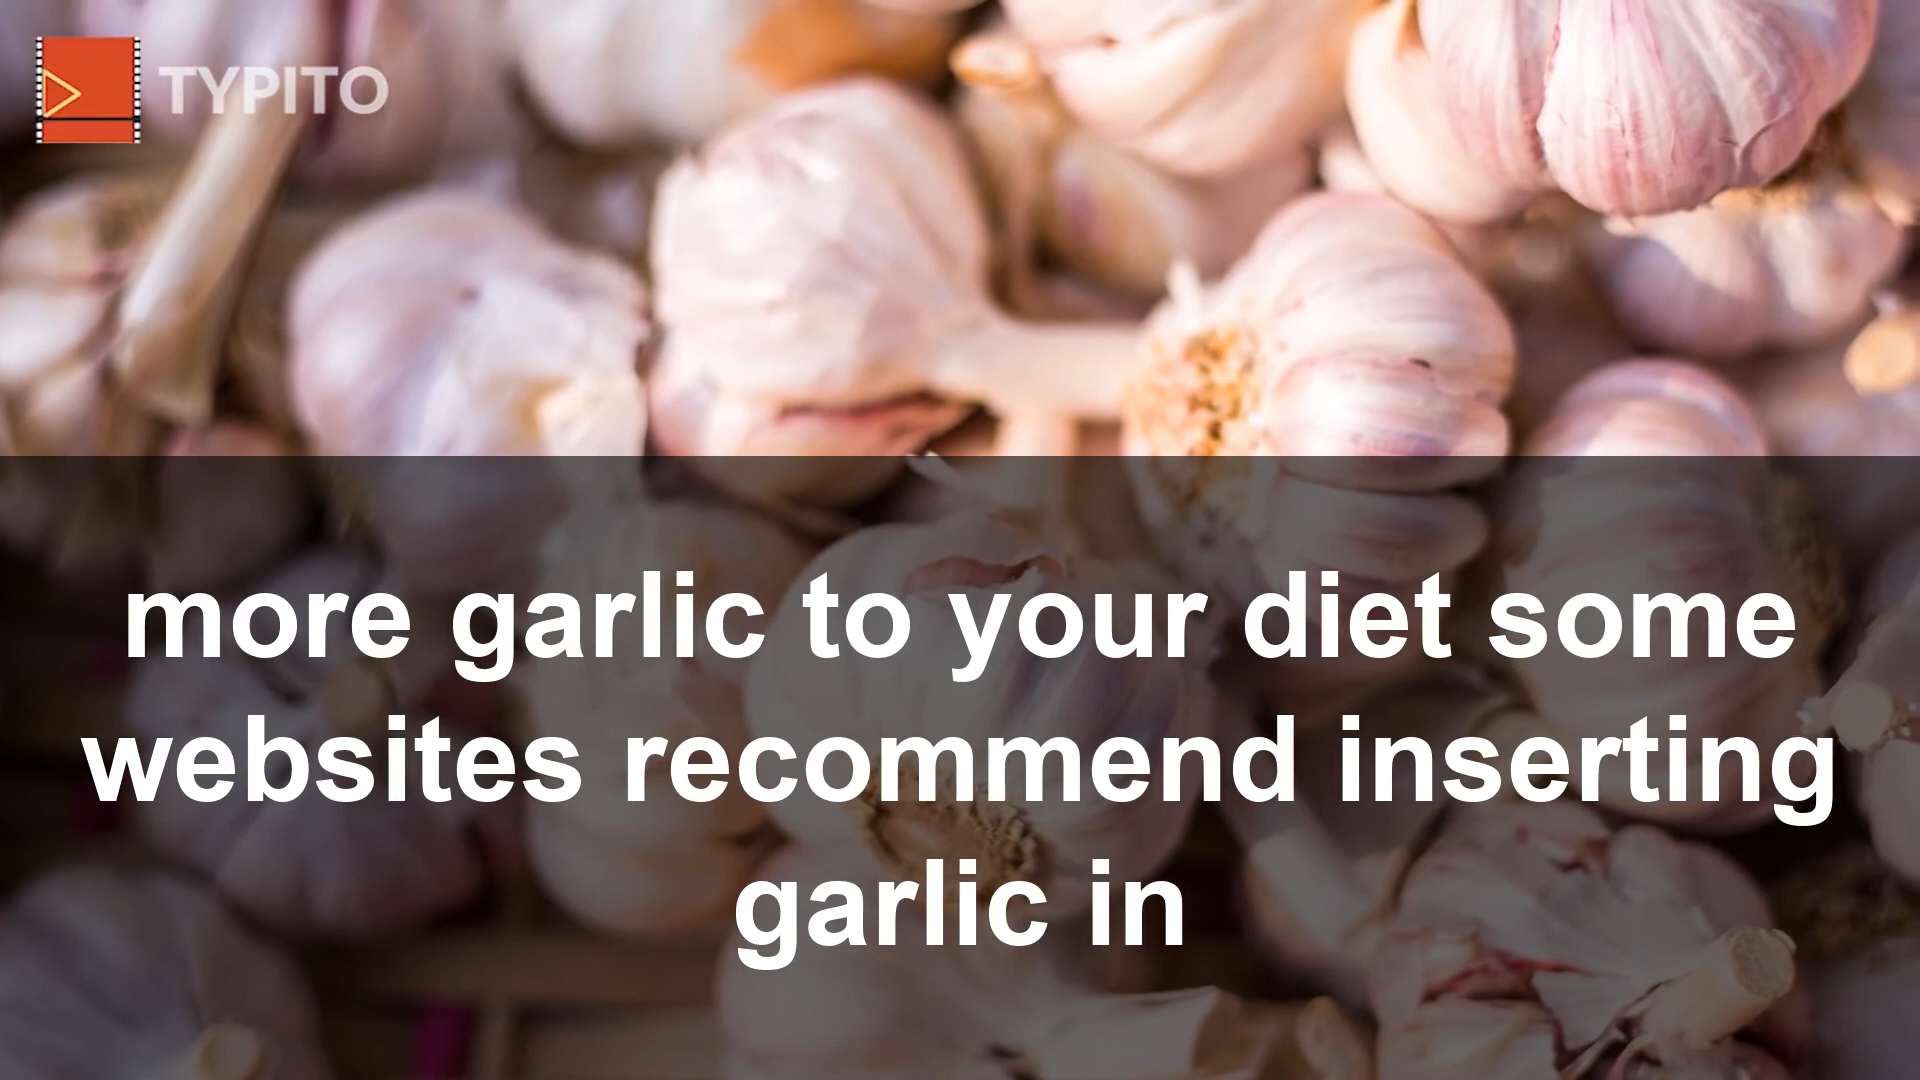 TYPITO
more garlic to your diet some
websites recommend inserting
garlic in